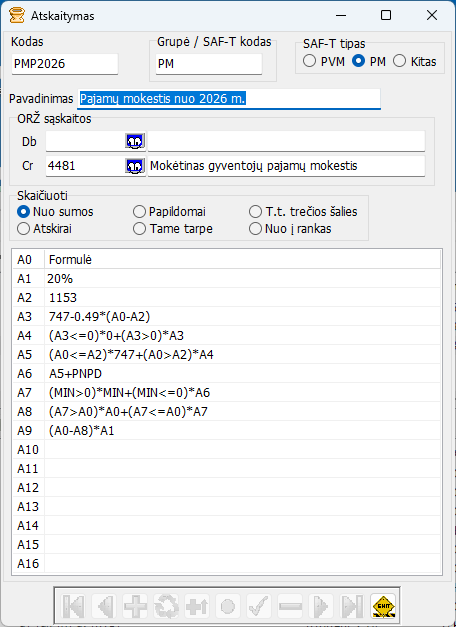 Atskaitymas
Kodas
Grupė / SAF-T kodas
SAF-T tipas
PMP2026
PM
PVM
PM
Kitas
Pavadinimas
Pajamų mokestis nuo 2026 m.
ORŽ sąskaitos
Db
Cr
4481
Mokėtinas gyventojų pajamų mokestis
Skaičiuoti
Nuo sumos
Papildomai
T.t. trečios šalies
Atskirai
Tame tarpe
Nuo į rankas
A0 Formulė
A1 20%
A2 1153
A3 747-0.49*(A0-A2)
A4 (A3<=0)*0+(A3>0)*A3
A5 (A0<=A2)*747+(A0>A2)*A4
A6 A5+PNPD
A7 (MIN>0)*MIN+(MIN<=0)*A6
A8 (A7>A0)*A0+(A7<=A0)*A7
A9 (A0-A8)*A1
A10
A11
A12
A13
A14
A15
A16